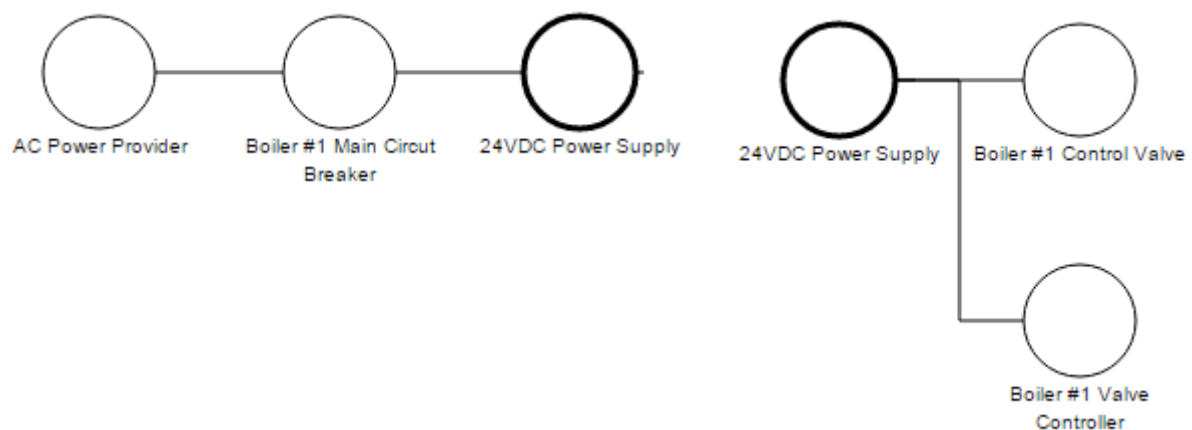 AC Power Provider
Boiler #1 Main Circut
Breaker
24VDC Power Supply
24VDC Power Supply
Boiler #1 Control Valve
Boiler #1 Valve
Controller